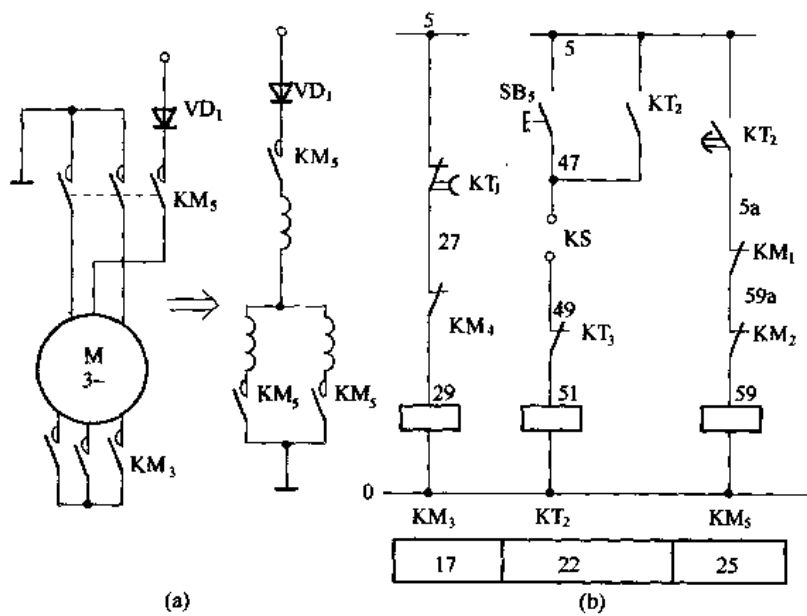 VD₁
KM₅
M
3~
KM₃
(a)
VD₁
KM₅
KM₅
KM₅
5
KT₁
27
KM₄
29
KM₃
17
5
SB₅
KT₂
47
KS
49
KT₃
51
KT₂
22
KT₂
5a
KM₁
59a
KM₂
59
KM₅
25
0
(b)